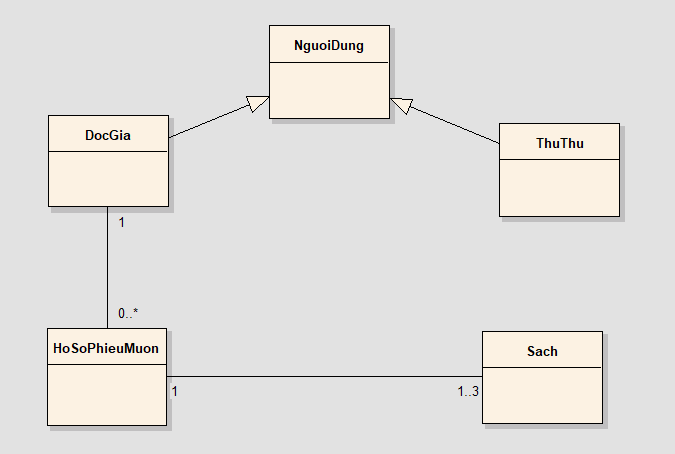 NguoiDung
DocGia
ThuThu
1
0..*
HoSoPhieuMuon
Sach
1
1..3